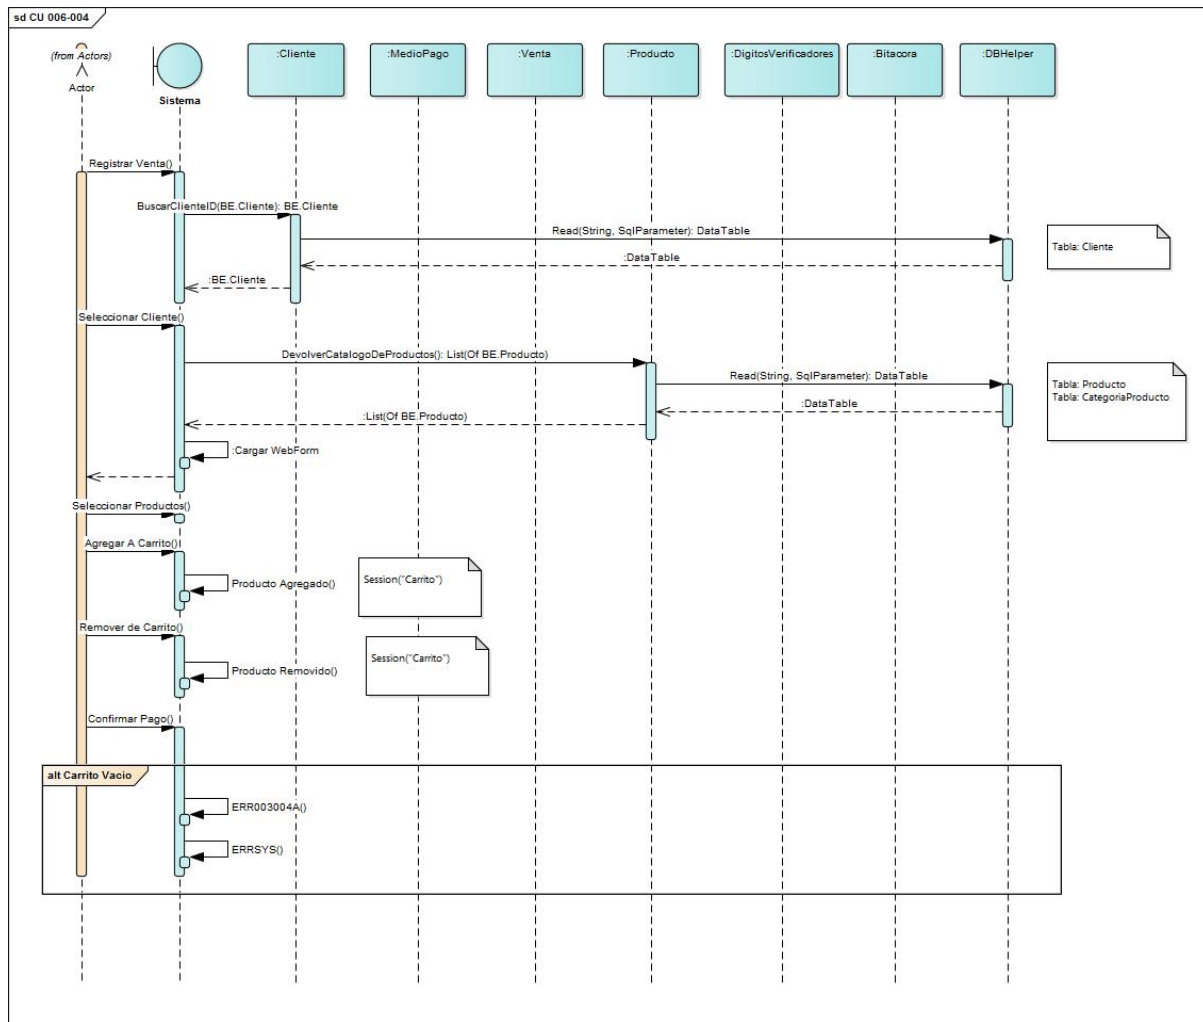 sd CU 006-004
(from Actors)
Actor
Sistema
:Cliente
:MedioPago
:Venta
:Producto
:DigitosVerificadores
:Bitacora
:DBHelper
Registrar Venta()
BuscarClienteID(BE.Cliente): BE.Cliente
Read(String, SqlParameter): DataTable
Tabla: Cliente
:DataTable
:BE.Cliente
Seleccionar Cliente()
DevolverCatalogoDeProductos(): List(Of BE.Producto)
Read(String, SqlParameter): DataTable
Tabla: Producto
Tabla: CategoriaProducto
:DataTable
:List(Of BE.Producto)
:Cargar WebForm
Seleccionar Productos()
Agregar A Carrito()
Producto Agregado()
Session("Carrito")
Remover de Carrito()
Producto Removido()
Session("Carrito")
Confirmar Pago()
alt Carrito Vacio
ERR003004A()
ERRSYS()